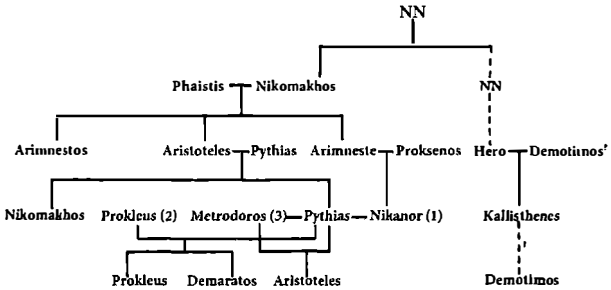 NN
Phaistis Nikomakhos NN
Arimnestos Aristoteles Pythias Arimneste Proksenos Hero Demotimos?
Nikomakhos Prokleus (2) Metrodoros (3) Pythias Nikanor (1) Kallisthenes
?
Prokleus Demaratos Aristoteles Demotimos